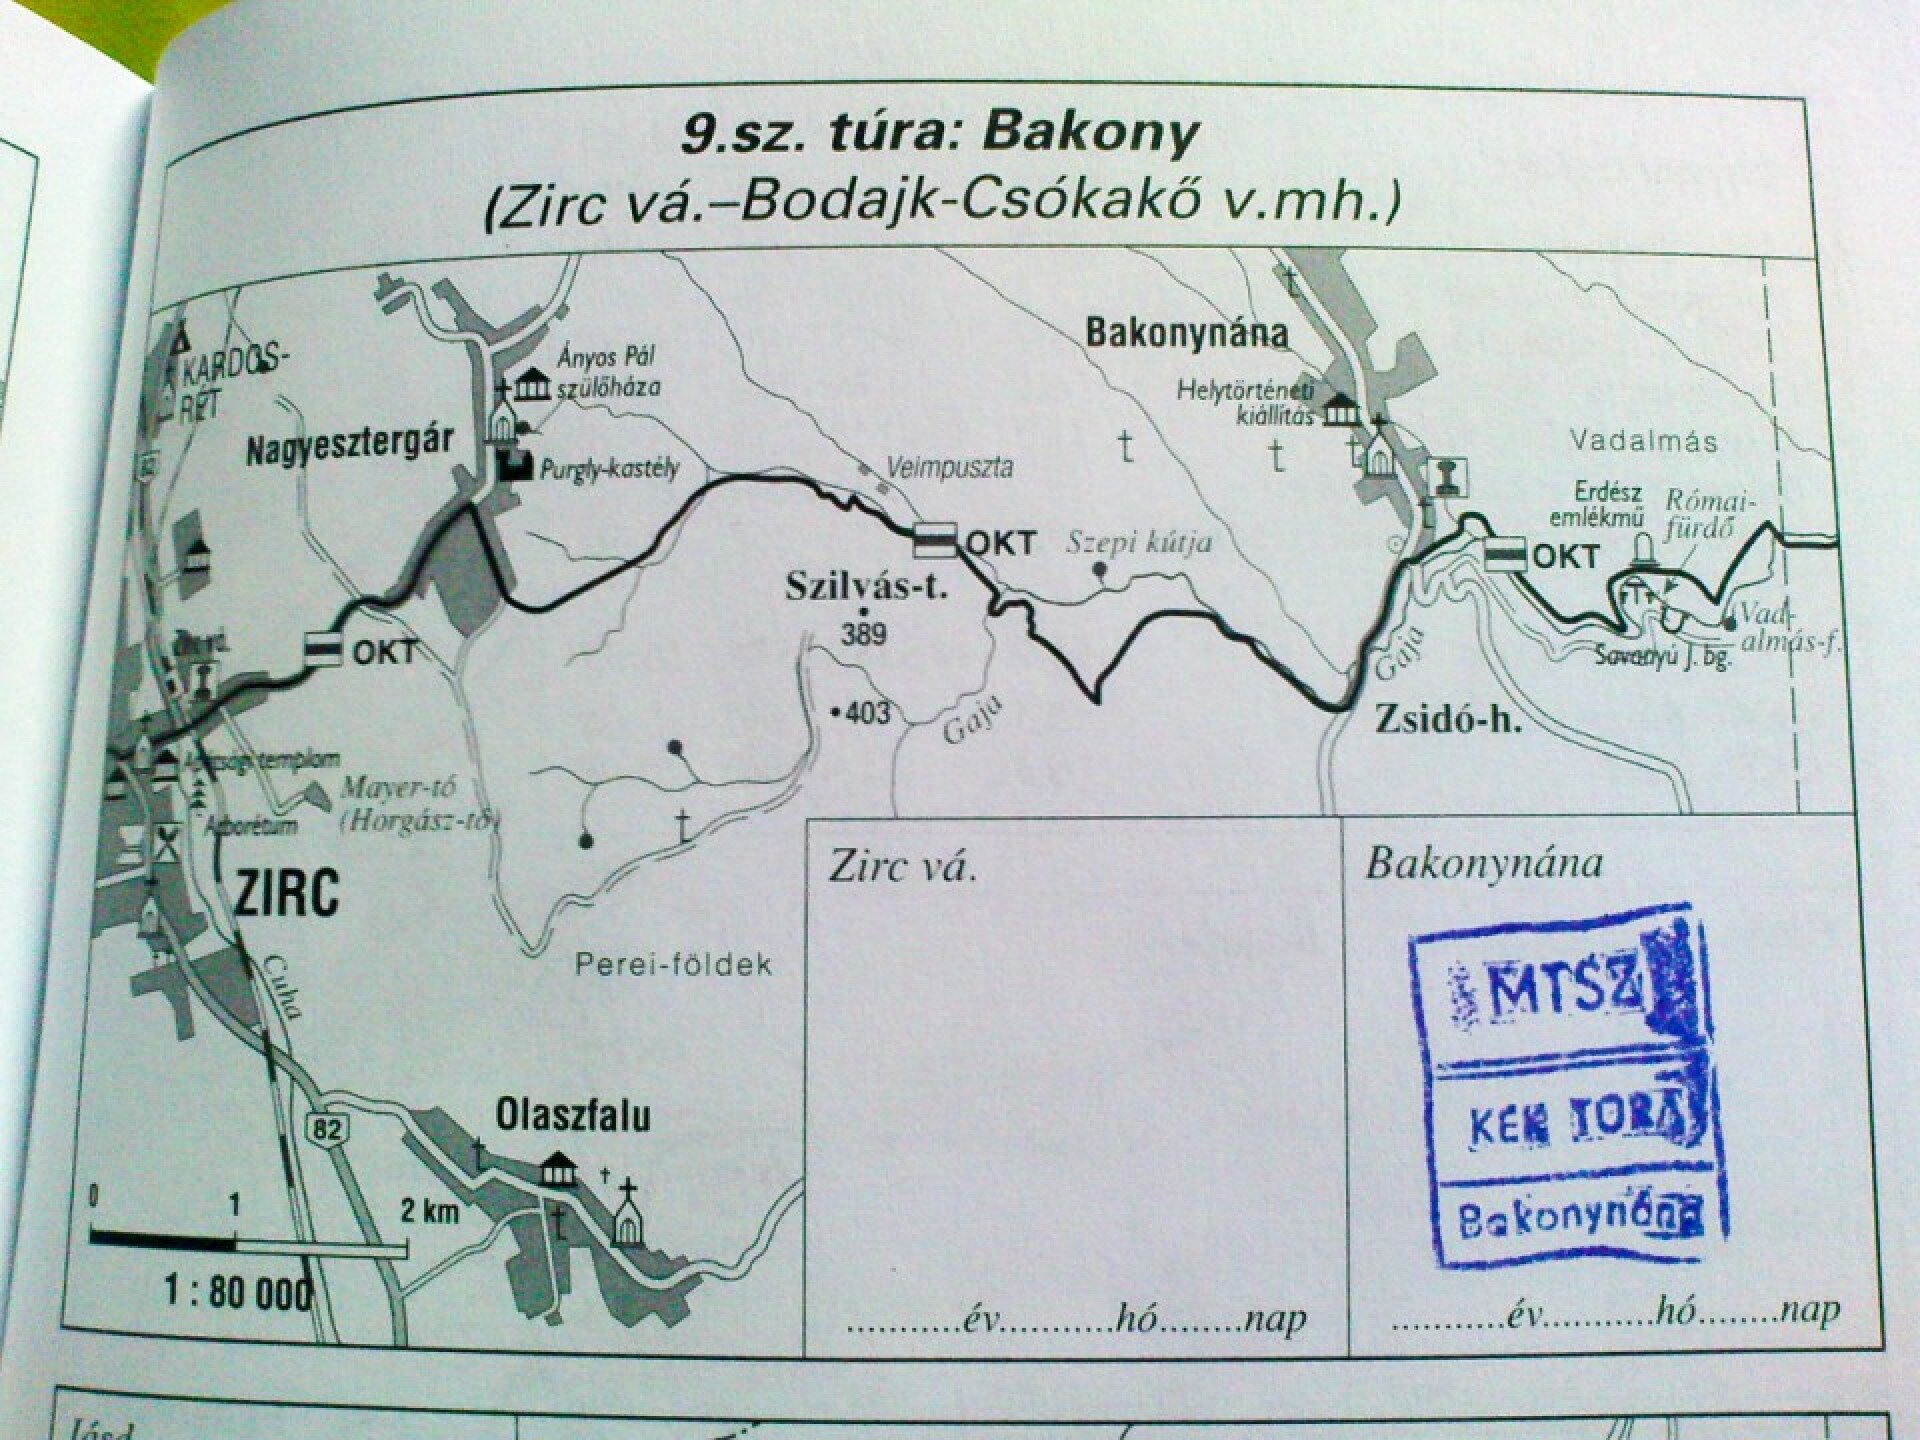 9.sz. túra: Bakony
(Zirc vá.–Bodajk-Csókakő v.mh.)
KARDOS-
RÉT
82
Nagyesztergár
Ányos Pál
szülőháza
Purgly-kastély
Veimpuszta
OKT
Szilvás-t.
389
403
Szepi kútja
Gaja
Bakonynána
Helytörténeti
kiállítás
Vadalmás
Erdész
emlékmű
Római-
fürdő
OKT
Vad-
almás-f.
Savanyú J. bg.
Gaja
Zsidó-h.
OKT
templom
Mayer-tó
(Horgász-tó)
Arborétum
ZIRC
Cuha
Perei-földek
Olaszfalu
82
0 1 2 km
1 : 80 000
Zirc vá.
...........év...........hó........nap
Bakonynána
MTSZ
KÉK TÚRA
Bakonynána
...........év...........hó........nap
Jásd